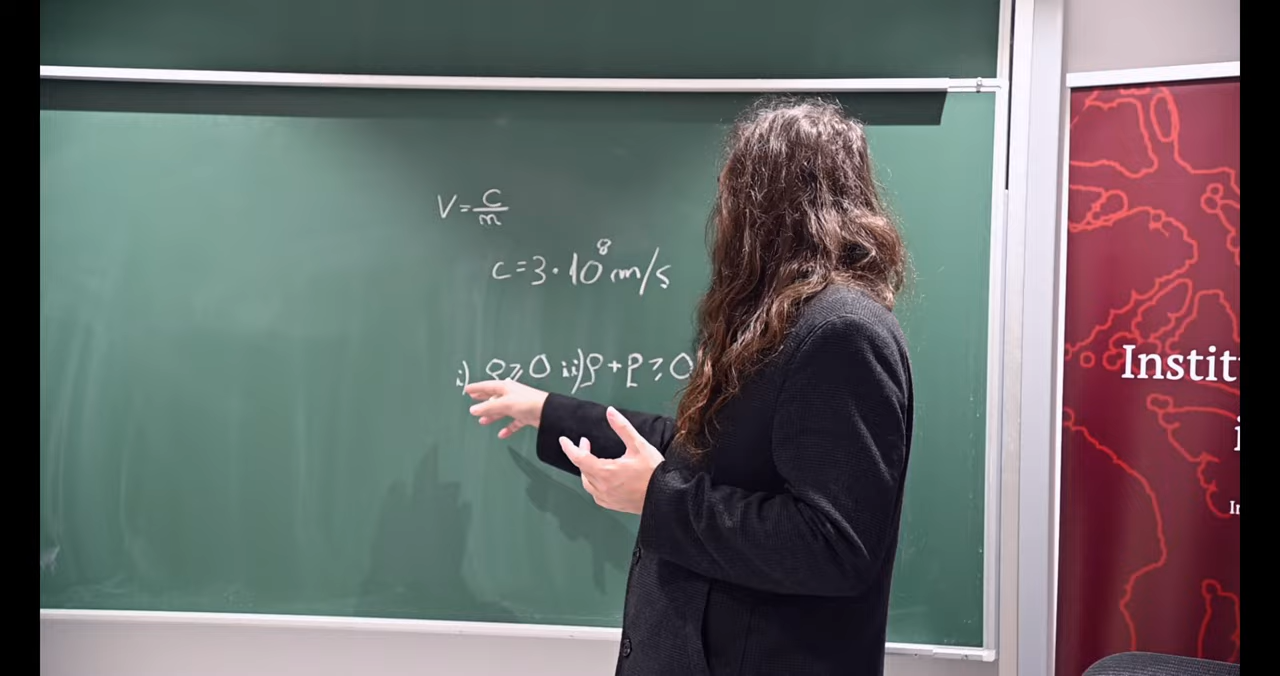 V = c/m
c = 3 · 10⁸ m/s
i) ρ ≥ 0 ii) ρ + p ≥ 0
Instit
i